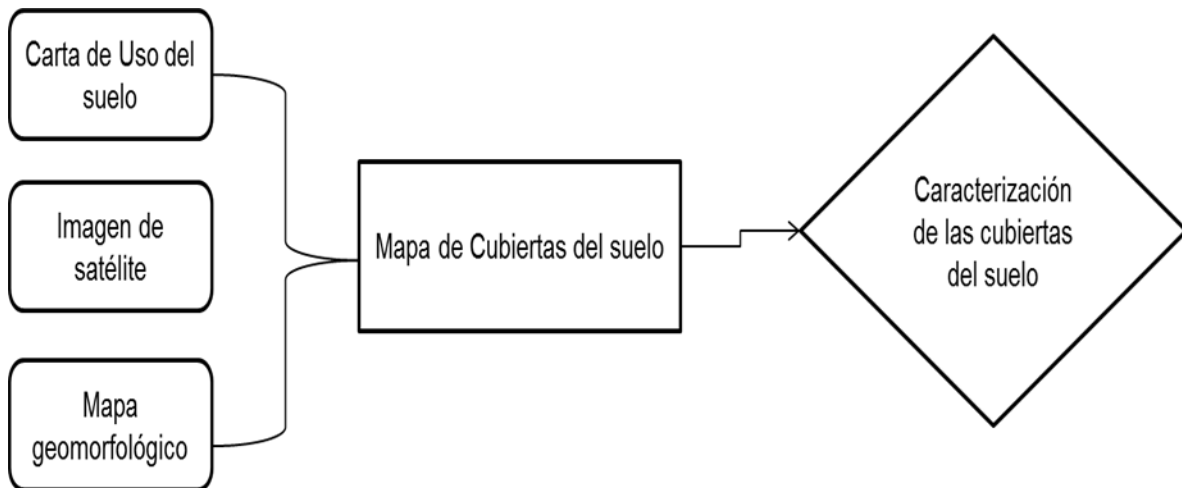 Carta de Uso del
suelo
Imagen de
satélite
Mapa
geomorfológico
Mapa de Cubiertas del suelo
Caracterización
de las cubiertas
del suelo